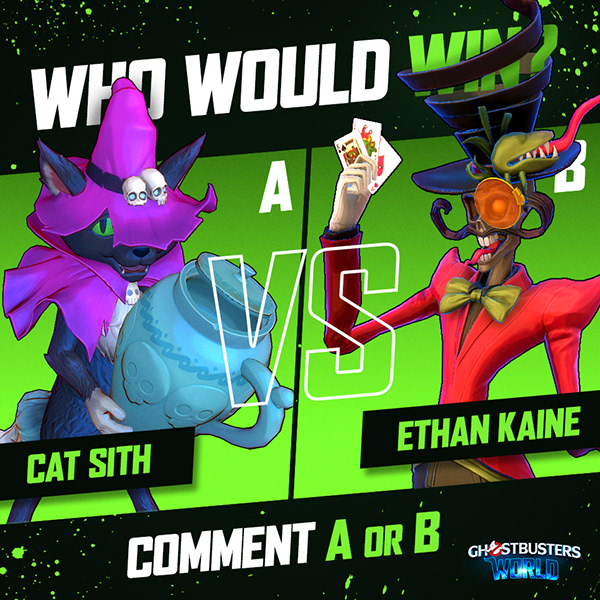 WHO WOULD WIN?
A
B
VS
CAT SITH
ETHAN KAINE
COMMENT A OR B
GHOSTBUSTERS
WORLD